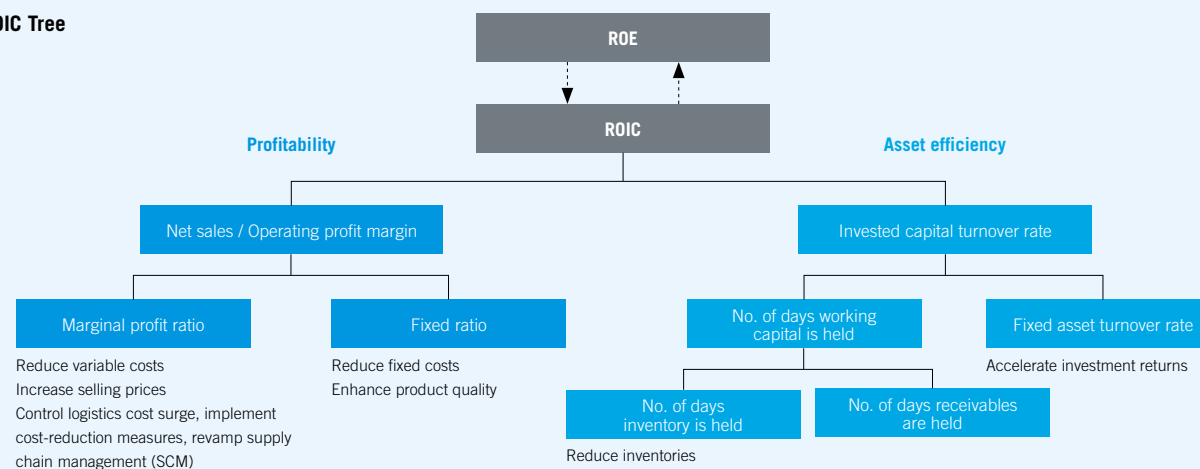 OIC Tree
ROE
ROIC
Profitability
Asset efficiency
Net sales / Operating profit margin
Invested capital turnover rate
Marginal profit ratio
Fixed ratio
No. of days working
capital is held
Fixed asset turnover rate
Reduce variable costs
Increase selling prices
Control logistics cost surge, implement
cost-reduction measures, revamp supply
chain management (SCM)
Reduce fixed costs
Enhance product quality
Accelerate investment returns
No. of days
inventory is held
No. of days receivables
are held
Reduce inventories